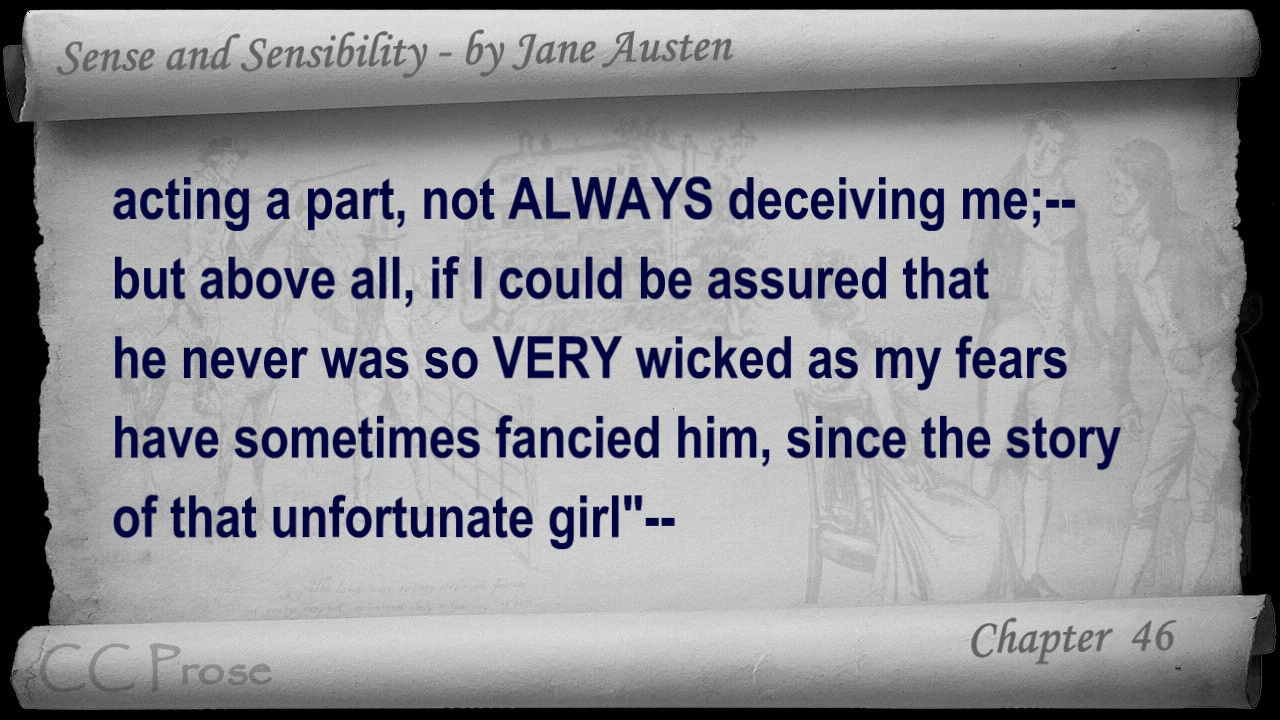 Sense and Sensibility - by Jane Austen
acting a part, not ALWAYS deceiving me;--
but above all, if I could be assured that
he never was so VERY wicked as my fears
have sometimes fancied him, since the story
of that unfortunate girl"--
Chapter 46
CC Prose